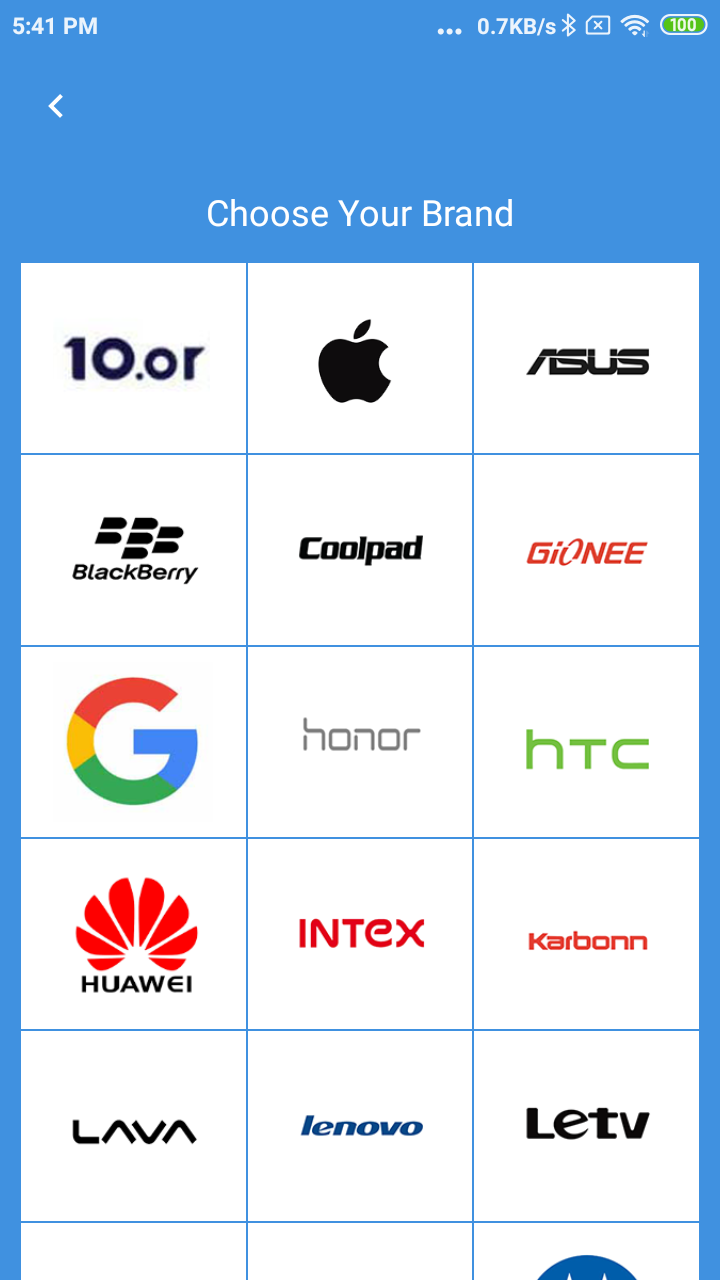 5:41 PM ... 0.7KB/s 100
Choose Your Brand
10.or
ASUS
BlackBerry
Coolpad
GiONEE
G
honor
hTC
HUAWEI
INTEX
Karbonn
LAVA
lenovo
Letv